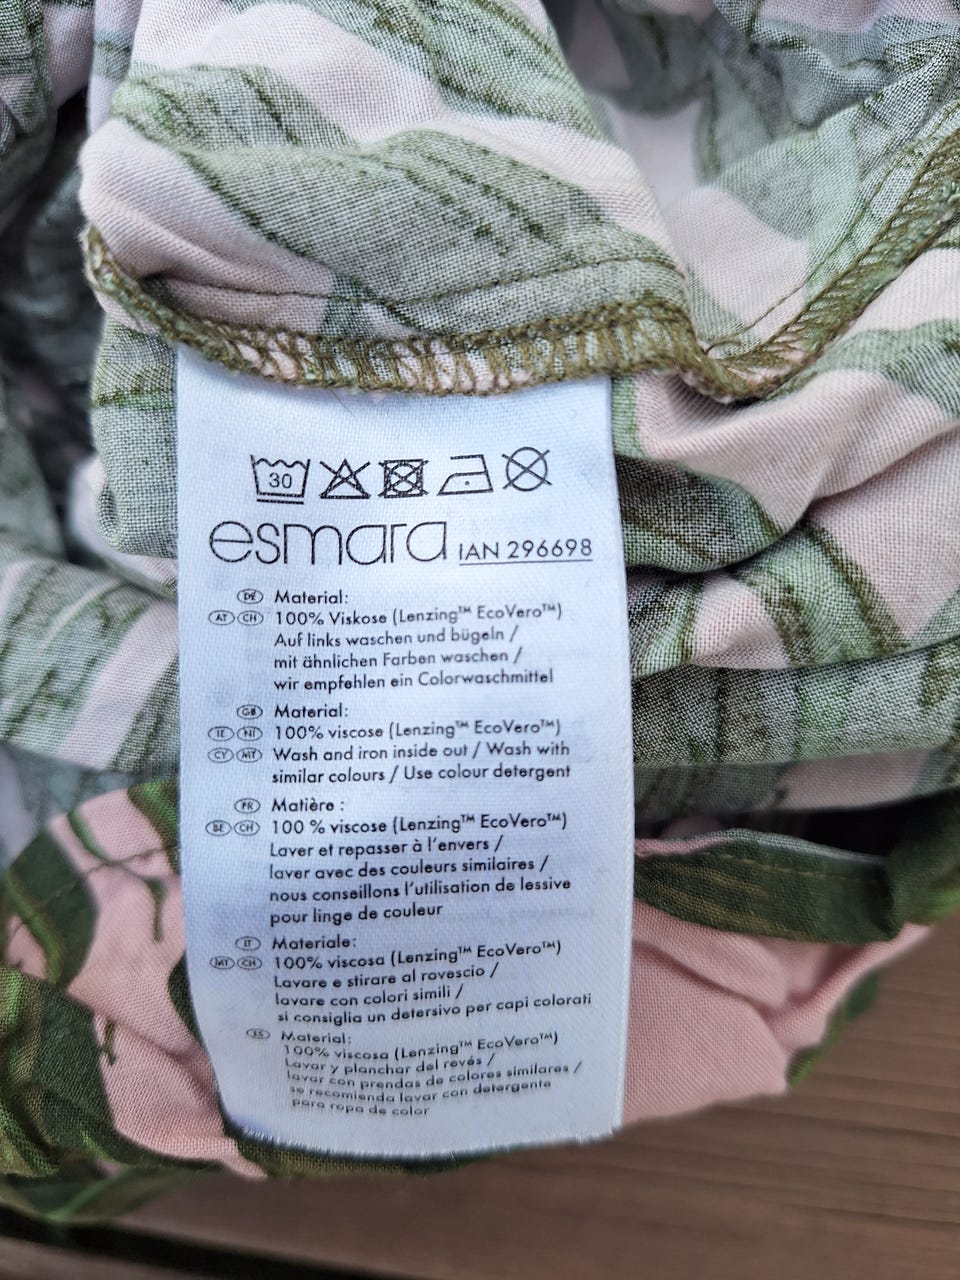 30
esmara IAN 296698
DE Material:
AT CH 100% Viskose (Lenzing™ EcoVero™)
Auf links waschen und bügeln /
mit ähnlichen Farben waschen /
wir empfehlen ein Colorwaschmittel
GB Material:
IE NI 100% viscose (Lenzing™ EcoVero™)
CY MT Wash and iron inside out / Wash with
similar colours / Use colour detergent
FR Matière :
BE CH 100 % viscose (Lenzing™ EcoVero™)
Laver et repasser à l'envers /
laver avec des couleurs similaires /
nous conseillons l'utilisation de lessive
pour linge de couleur
IT Materiale:
MT CH 100% viscosa (Lenzing™ EcoVero™)
Lavare e stirare al rovescio /
lavare con colori simili /
si consiglia un detersivo per capi colorati
ES Material:
100% viscosa (Lenzing™ EcoVero™)
Lavar y planchar del revés /
lavar con prendas de colores similares /
se recomienda lavar con detergente
para ropa de color